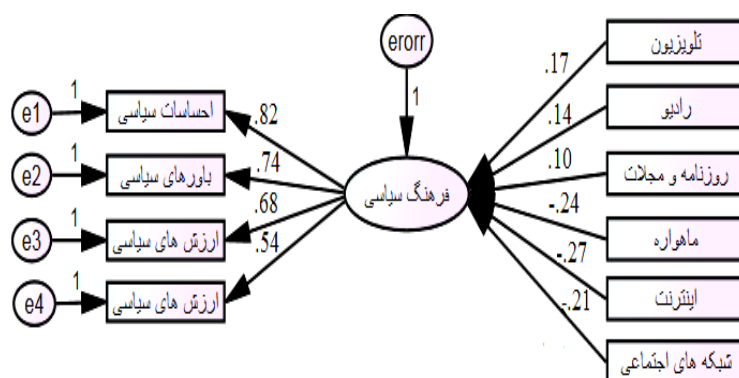 erorr
1
تلویزیون
.17
رادیو
.14
روزنامه و مجلات
.10
ماهواره
-.24
اینترنت
-.27
شبکه های اجتماعی
-.21
فرهنگ سیاسی
.82
احساسات سیاسی
1
e1
.74
باورهای سیاسی
1
e2
.68
ارزش های سیاسی
1
e3
.54
ارزش های سیاسی
1
e4